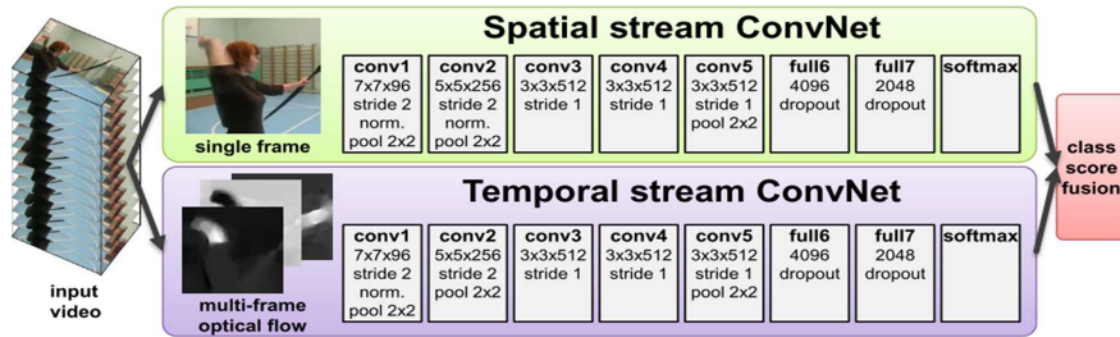 Spatial stream ConvNet
conv1
7x7x96
stride 2
norm.
pool 2x2
conv2
5x5x256
stride 2
norm.
pool 2x2
conv3
3x3x512
stride 1
conv4
3x3x512
stride 1
conv5
3x3x512
stride 1
pool 2x2
full6
4096
dropout
full7
2048
dropout
softmax
single frame
Temporal stream ConvNet
conv1
7x7x96
stride 2
norm.
pool 2x2
conv2
5x5x256
stride 2
pool 2x2
conv3
3x3x512
stride 1
conv4
3x3x512
stride 1
conv5
3x3x512
stride 1
pool 2x2
full6
4096
dropout
full7
2048
dropout
softmax
multi-frame
optical flow
input
video
class
score
fusion